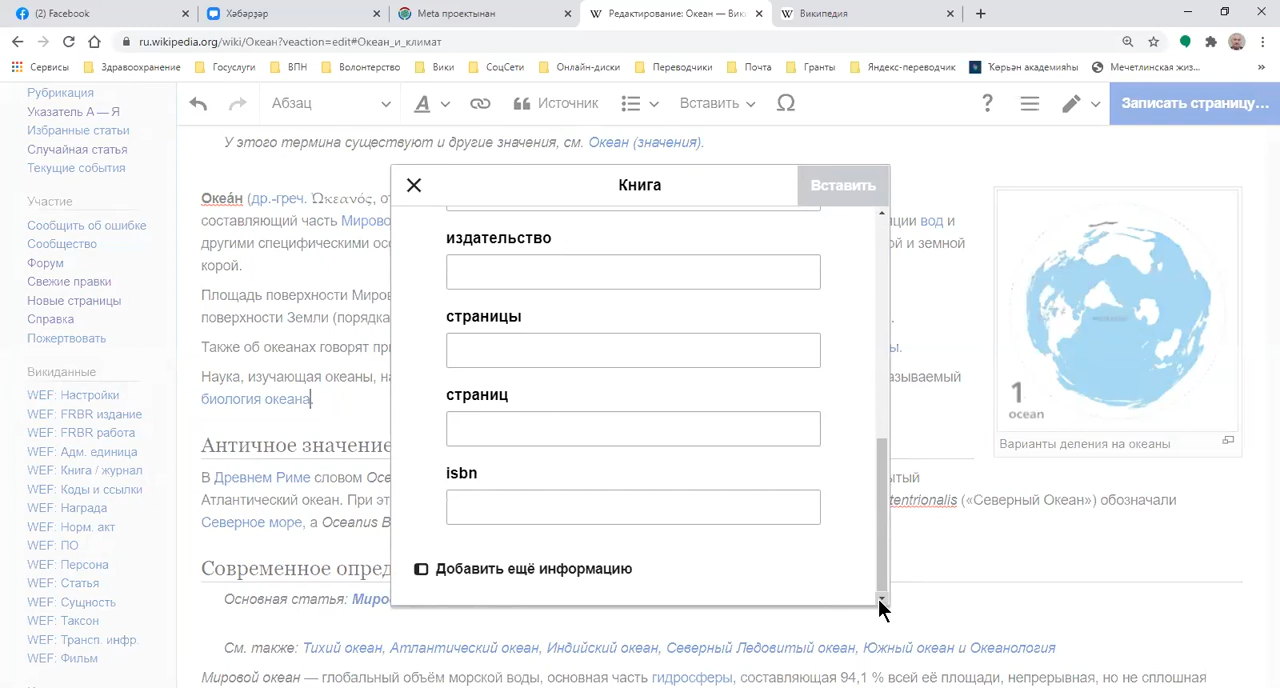 (2) Facebook
Хәбәрҙәр
Meta проектынан
Редактирование: Океан — Вик
Википедия
ru.wikipedia.org/wiki/Океан?veaction=edit#Океан_и_климат
Сервисы
Здравоохранение
Госуслуги
ВПН
Волонтерство
Вики
СоцСети
Онлайн-диски
Переводчики
Почта
Гранты
Яндекс-переводчик
Ҡөръән академияһы
Мечетлинская жиз...
Рубрикация
Указатель А — Я
Избранные статьи
Случайная статья
Текущие события
Участие
Сообщить об ошибке
Сообщество
Форум
Свежие правки
Новые страницы
Справка
Пожертвовать
Викиданные
WEF: Настройки
WEF: FRBR издание
WEF: FRBR работа
WEF: Адм. единица
WEF: Книга / журнал
WEF: Коды и ссылки
WEF: Награда
WEF: Норм. акт
WEF: ПО
WEF: Персона
WEF: Статья
WEF: Сущность
WEF: Таксон
WEF: Трансп. инфр.
WEF: Фильм
Абзац
A
Источник
Вставить
Ω
?
Записать страницу...
У этого термина существуют и другие значения, см. Океан (значения).
Океа́н (др.-греч. Ὠκεανός, от
составляющий часть Мирово ции вод и
другими специфическими осо ой и земной
корой.
Площадь поверхности Миров
поверхности Земли (порядка .
Также об океанах говорят при ы.
Наука, изучающая океаны, на азываемый
биология океана.
Античное значение
В Древнем Риме словом Oce ытый
Атлантический океан. При эт tentrionalis («Северный Океан») обозначали
Северное море, а Oceanus B
Современное опред
Основная статья: Миро
См. также: Тихий океан, Атлантический океан, Индийский океан, Северный Ледовитый океан, Южный океан и Океанология
Мировой океан — глобальный объём морской воды, основная часть гидросферы, составляющая 94,1 % всей её площади, непрерывная, но не сплошная
1
ocean
Варианты деления на океаны
Книга
Вставить
издательство
страницы
страниц
isbn
Добавить ещё информацию